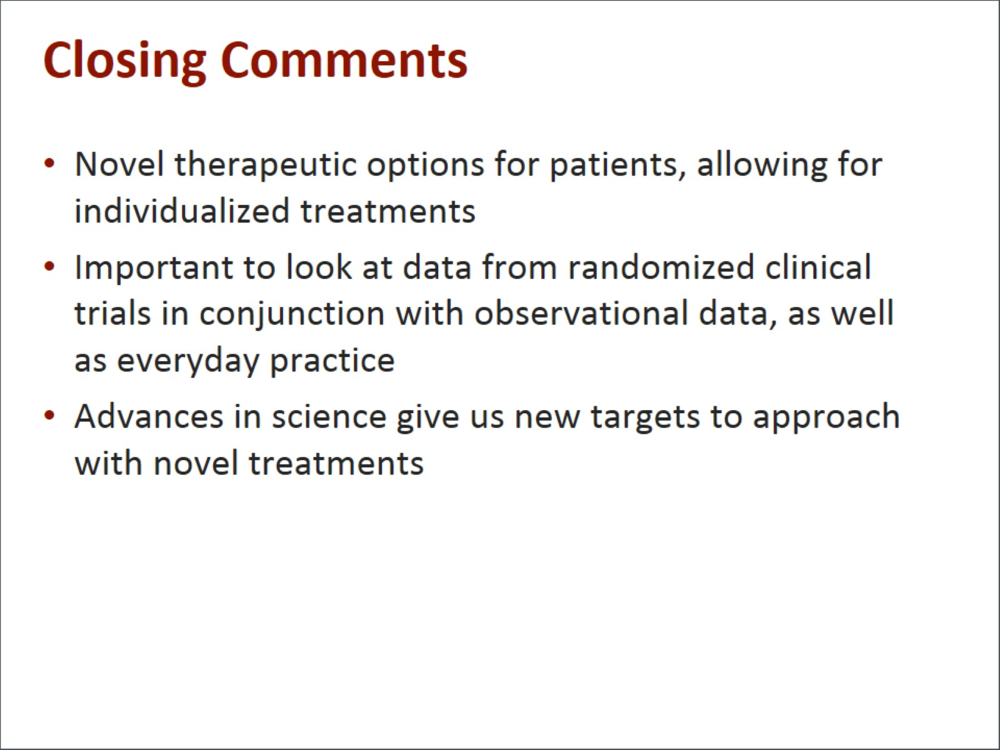 Closing Comments
• Novel therapeutic options for patients, allowing for
individualized treatments
• Important to look at data from randomized clinical
trials in conjunction with observational data, as well
as everyday practice
• Advances in science give us new targets to approach
with novel treatments